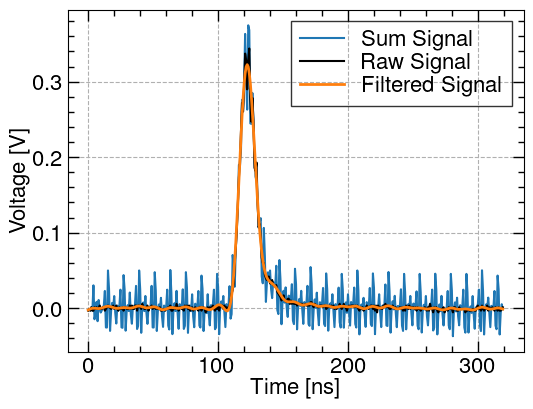 Sum Signal
Raw Signal
Filtered Signal
Voltage [V]
0.3
0.2
0.1
0.0
0
100
200
300
Time [ns]